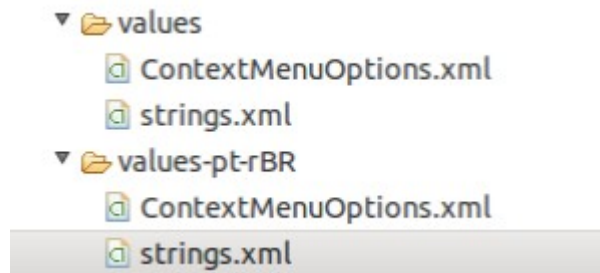 values
ContextMenuOptions.xml
strings.xml
values-pt-rBR
ContextMenuOptions.xml
strings.xml